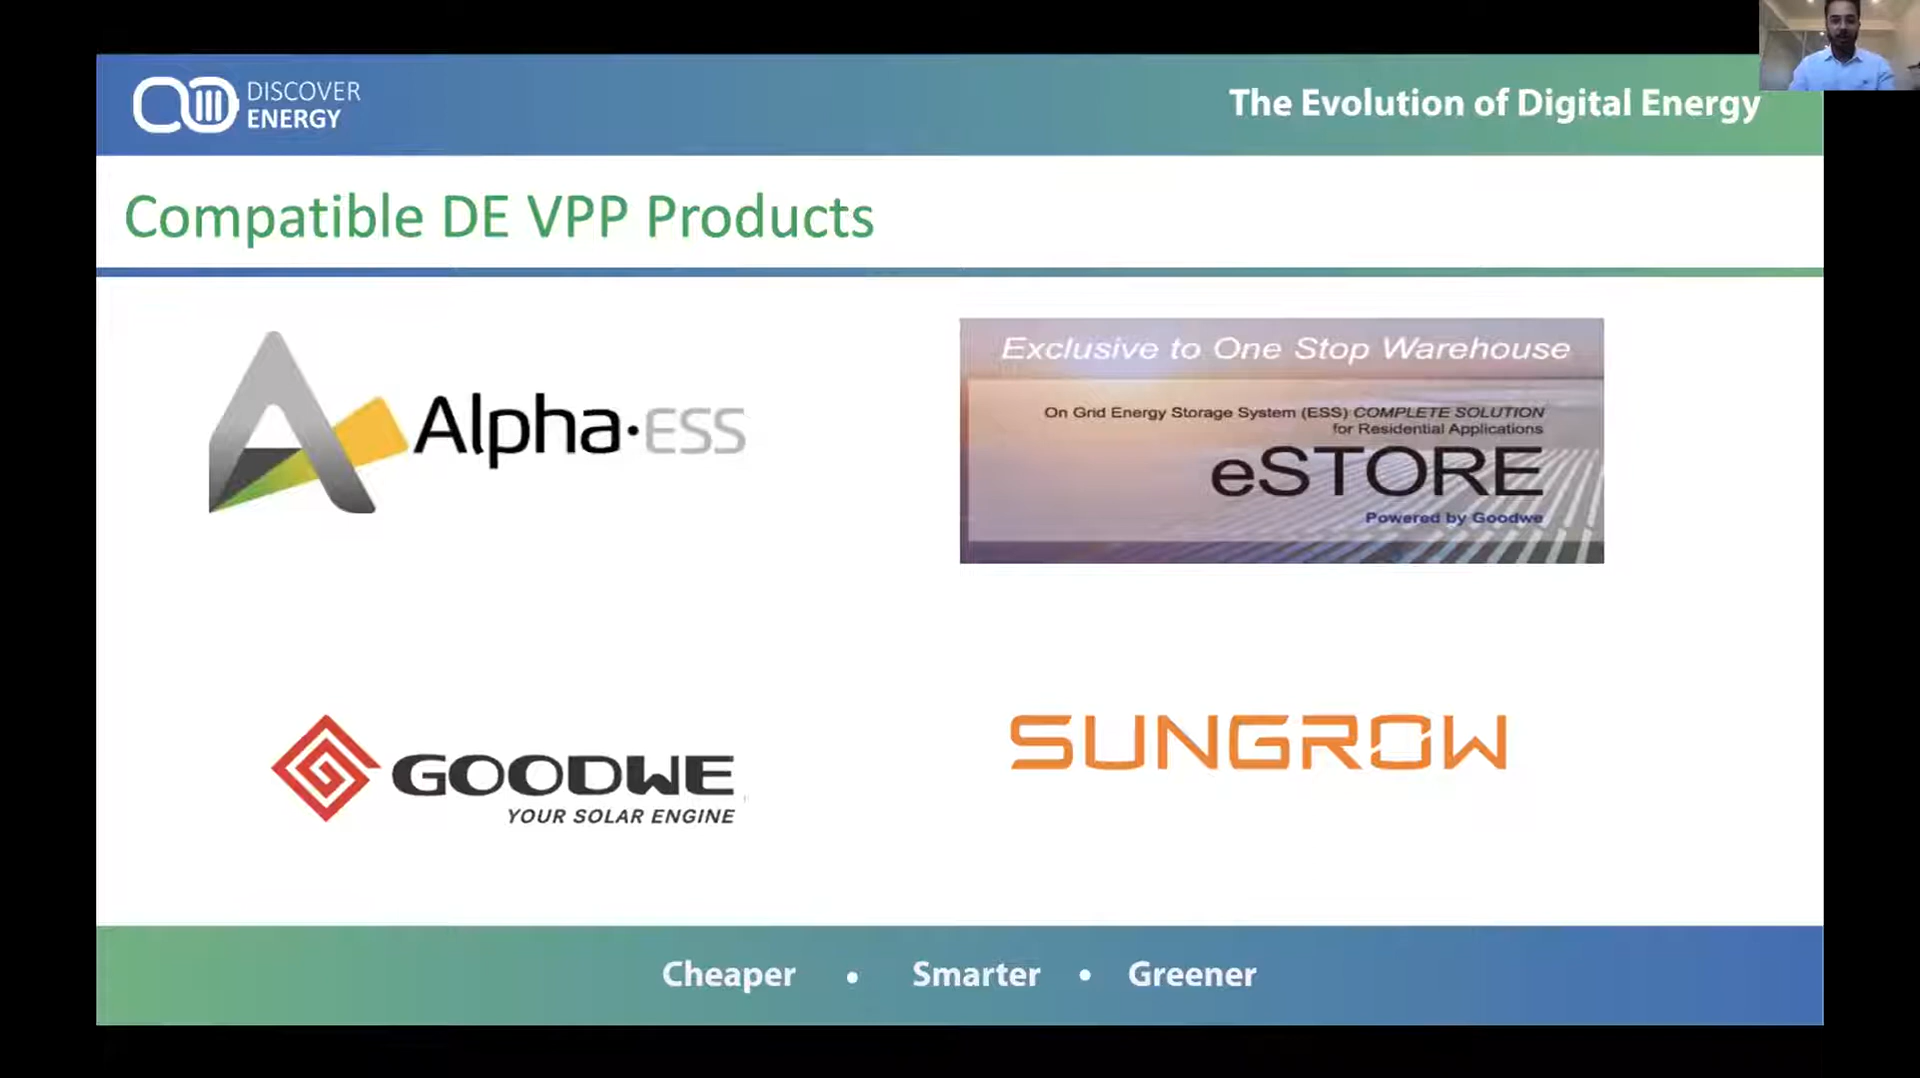 DISCOVER
ENERGY
The Evolution of Digital Energy
Compatible DE VPP Products
Alpha·ESS
Exclusive to One Stop Warehouse
On Grid Energy Storage System (ESS) COMPLETE SOLUTION
for Residential Applications
eSTORE
Powered by Goodwe
GOODWE
YOUR SOLAR ENGINE
SUNGROW
Cheaper • Smarter • Greener